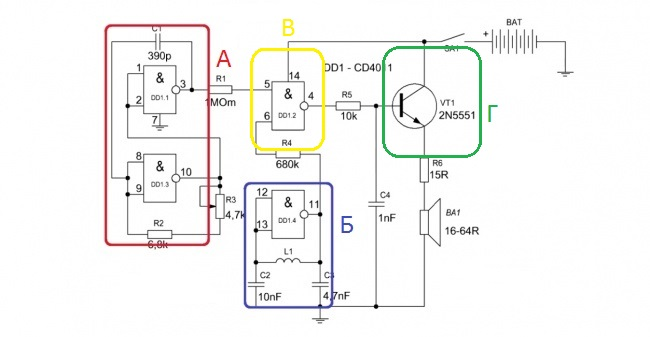 C1
390p
А
В
Б
Г
1
2
3
&
DD1.1
7
R1
1MOm
8
9
10
&
DD1.3
R2
6,8k
R3
4,7k
14
5
6
4
&
DD1.2
DD1 - CD4011
R4
680k
12
13
11
&
DD1.4
L1
C2
10nF
C3
4,7nF
R5
10k
C4
1nF
VT1
2N5551
R6
15R
BA1
16-64R
SA1
+
BAT